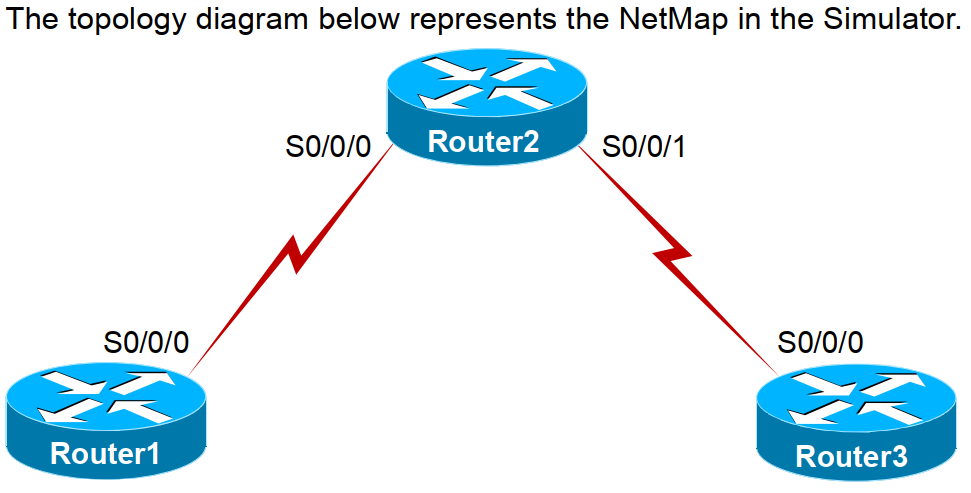 The topology diagram below represents the NetMap in the Simulator.
S0/0/0 Router2 S0/0/1
S0/0/0 S0/0/0
Router1 Router3